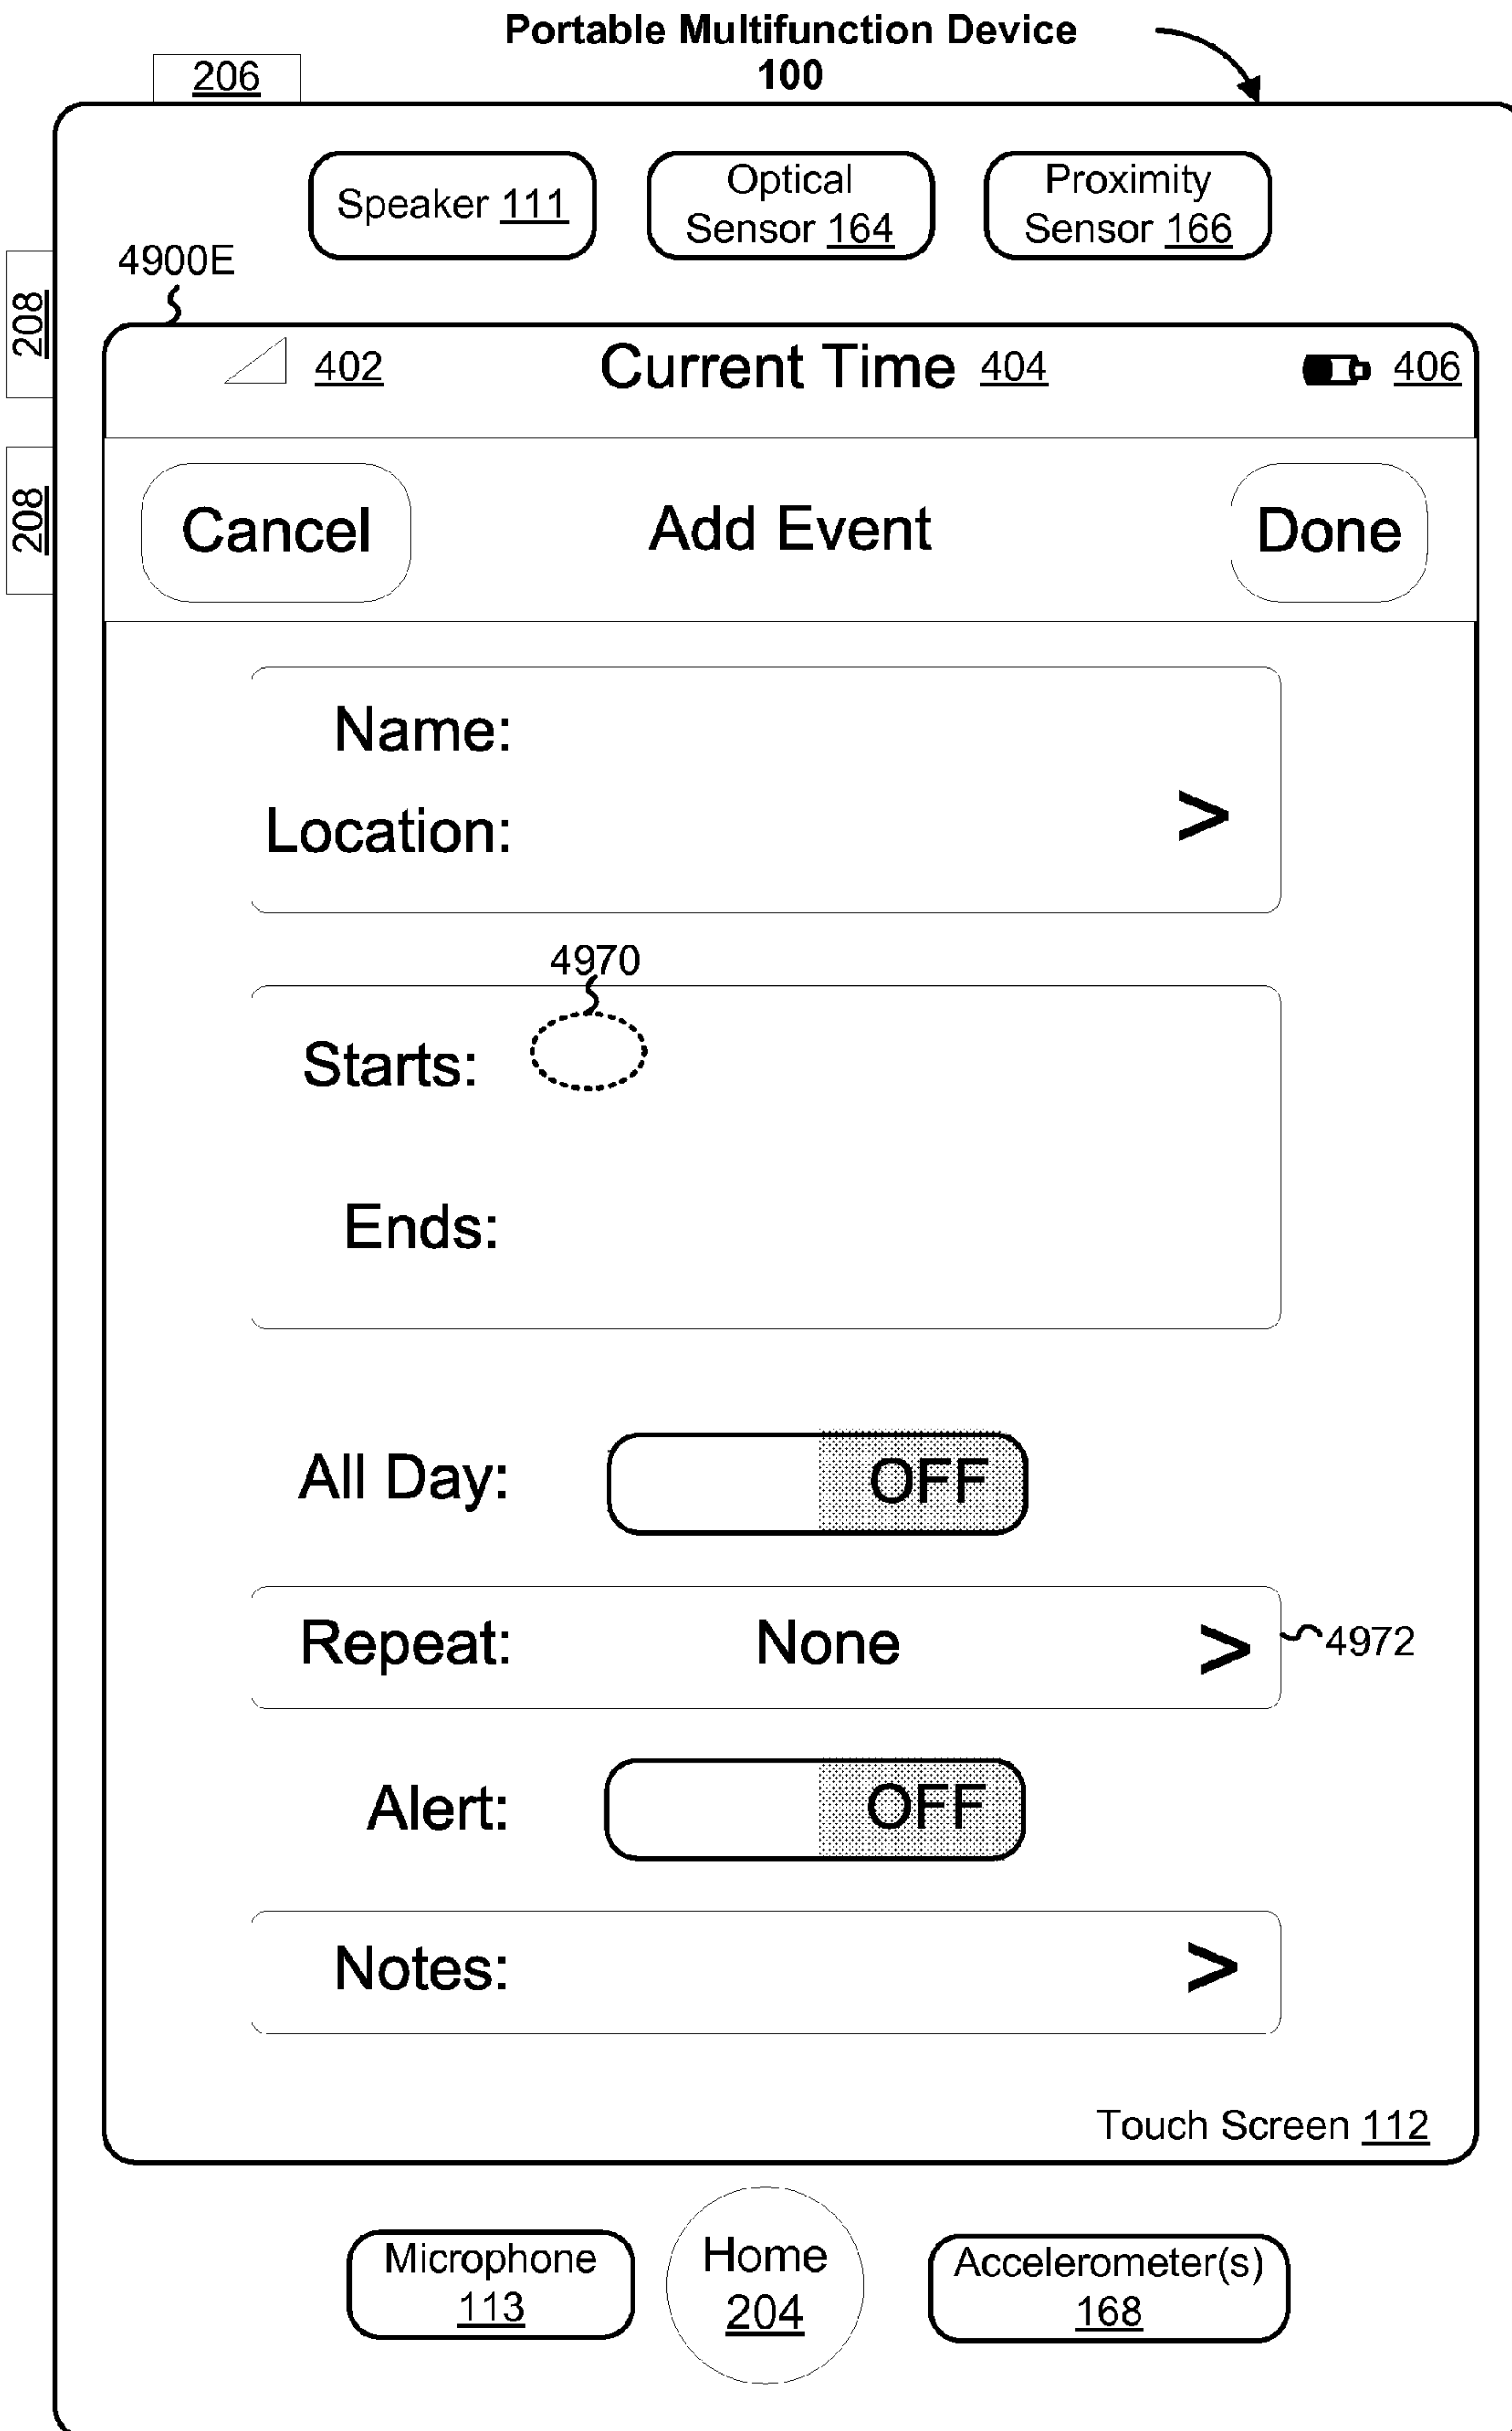 Portable Multifunction Device
100
206
Speaker 111
Optical
Sensor 164
Proximity
Sensor 166
4900E
208
402
Current Time 404
406
208
Cancel
Add Event
Done
Name:
Location:
>
4970
Starts:
Ends:
All Day:
OFF
Repeat:
None
>
4972
Alert:
OFF
Notes:
>
Touch Screen 112
Microphone
113
Home
204
Accelerometer(s)
168